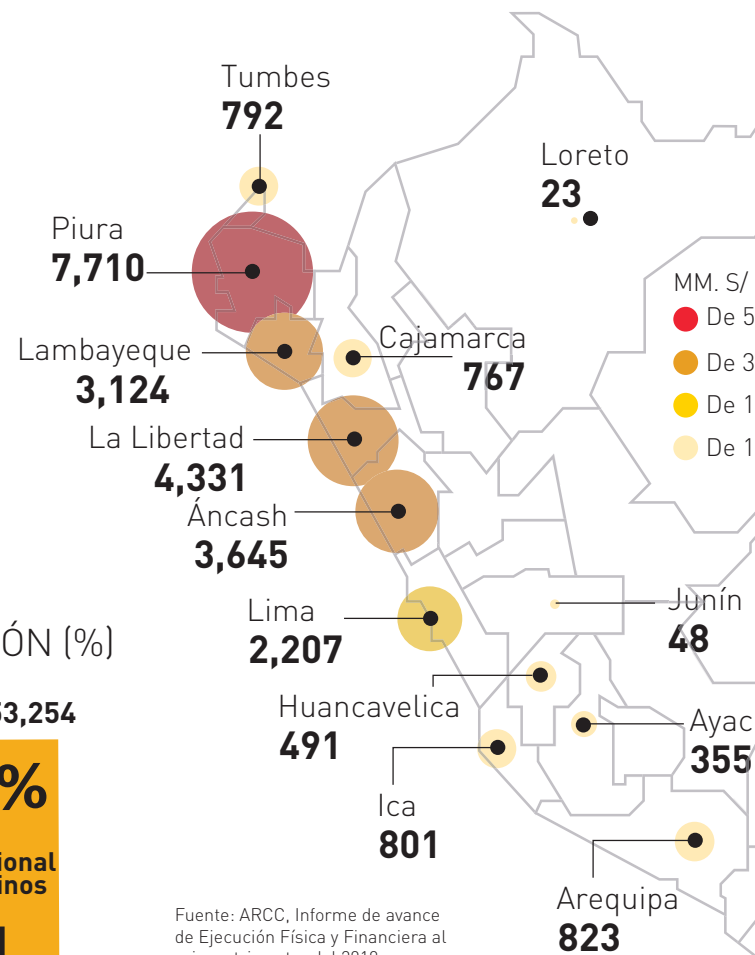 Tumbes
792
Loreto
23
Piura
7,710
MM. S/
De 5
De 3
De 1
De 1
Cajamarca
767
Lambayeque
3,124
La Libertad
4,331
Áncash
3,645
Lima
2,207
Junín
48
ÓN (%)
53,254
%
ional
inos
Huancavelica
491
Ayac
355
Ica
801
Arequipa
823
Fuente: ARCC, Informe de avance
de Ejecución Física y Financiera al